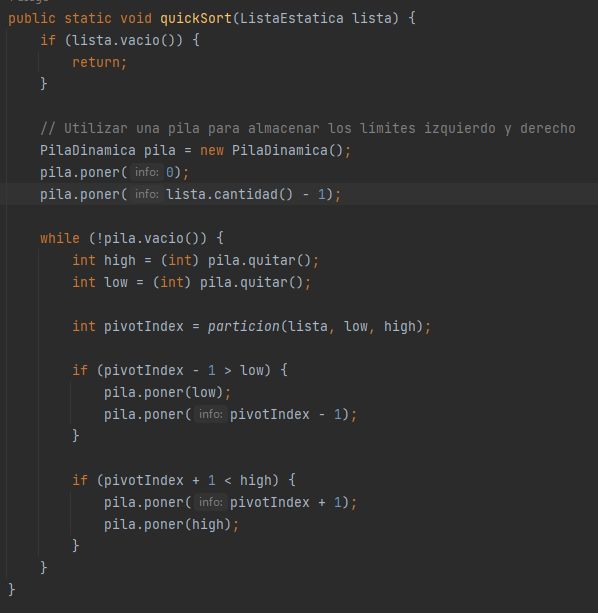 public static void quickSort(ListaEstatica lista) {
    if (lista.vacio()) {
        return;
    }

    // Utilizar una pila para almacenar los límites izquierdo y derecho
    PilaDinamica pila = new PilaDinamica();
    pila.poner( info: 0);
    pila.poner( info: lista.cantidad() - 1);

    while (!pila.vacio()) {
        int high = (int) pila.quitar();
        int low = (int) pila.quitar();

        int pivotIndex = particion(lista, low, high);

        if (pivotIndex - 1 > low) {
            pila.poner(low);
            pila.poner( info: pivotIndex - 1);
        }

        if (pivotIndex + 1 < high) {
            pila.poner( info: pivotIndex + 1);
            pila.poner(high);
        }
    }
}